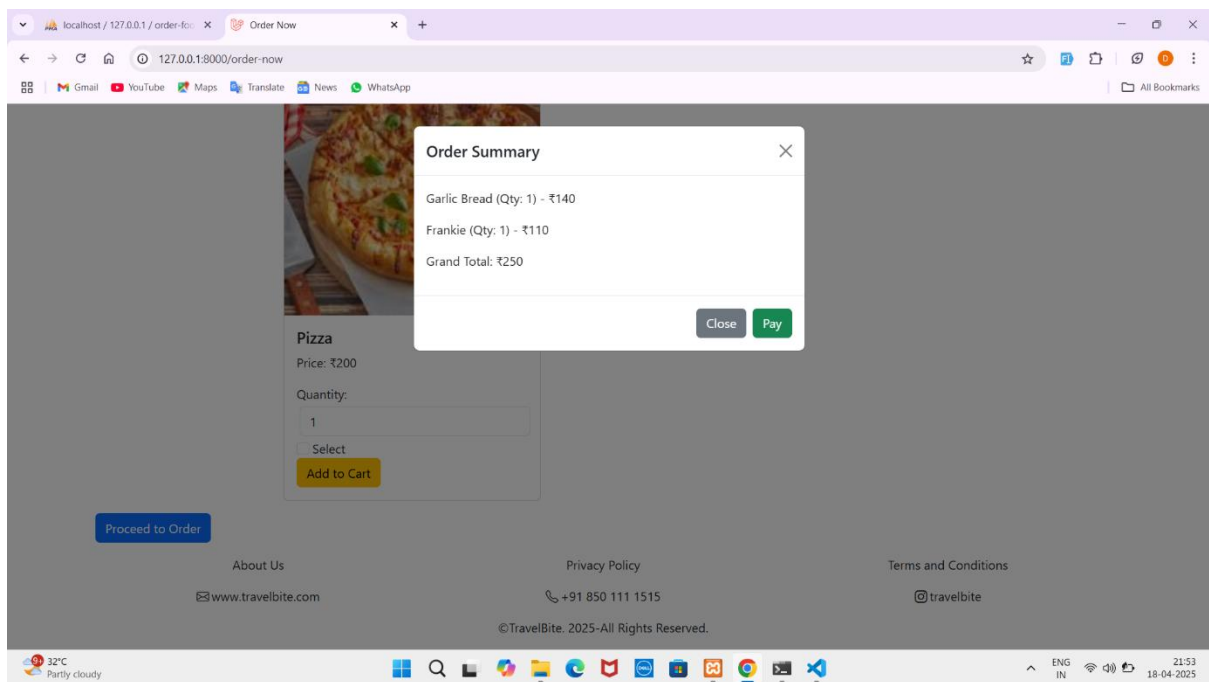 localhost / 127.0.0.1 / order-foo
Order Now
127.0.0.1:8000/order-now
Gmail YouTube Maps Translate News WhatsApp All Bookmarks
Order Summary
Garlic Bread (Qty: 1) - ₹140
Frankie (Qty: 1) - ₹110
Grand Total: ₹250
Close Pay
Pizza
Price: ₹200
Quantity:
1
Select
Add to Cart
Proceed to Order
About Us Privacy Policy Terms and Conditions
www.travelbite.com +91 850 111 1515 travelbite
©TravelBite. 2025-All Rights Reserved.
32°C
Partly cloudy
ENG
IN
21:53
18-04-2025